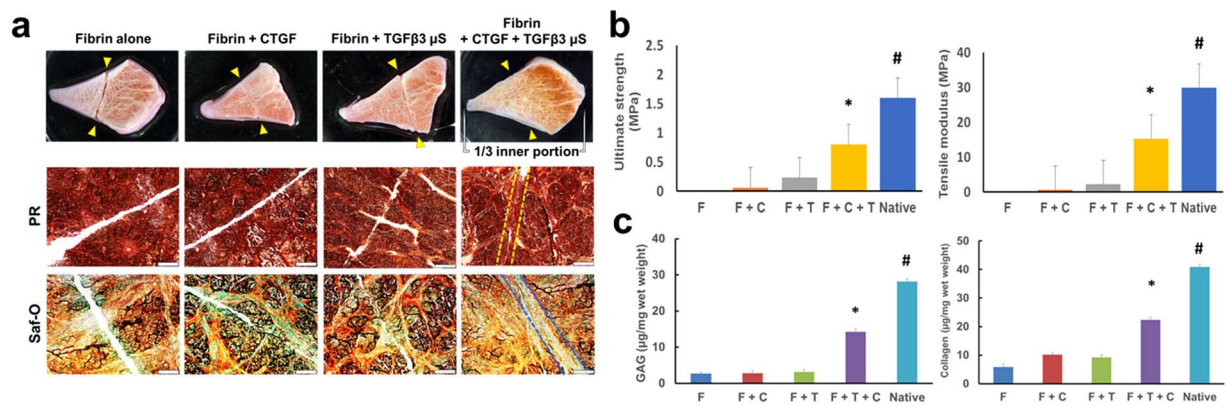 a
Fibrin alone
Fibrin + CTGF
Fibrin + TGFβ3 µS
Fibrin
+ CTGF + TGFβ3 µS
1/3 inner portion
PR
Saf-O
b
Ultimate strength
(MPa)
2.5
2
1.5
1
0.5
0
*
#
F
F + C
F + T
F + C + T
Native
Tensile modulus (MPa)
40
30
20
10
0
*
#
F
F + C
F + T
F + C + T
Native
c
GAG (µg/mg wet weight)
40
30
20
10
0
*
#
F
F + C
F + T
F + T + C
Native
Collagen (µg/mg wet weight)
50
40
30
20
10
0
*
#
F
F + C
F + T
F + T + C
Native